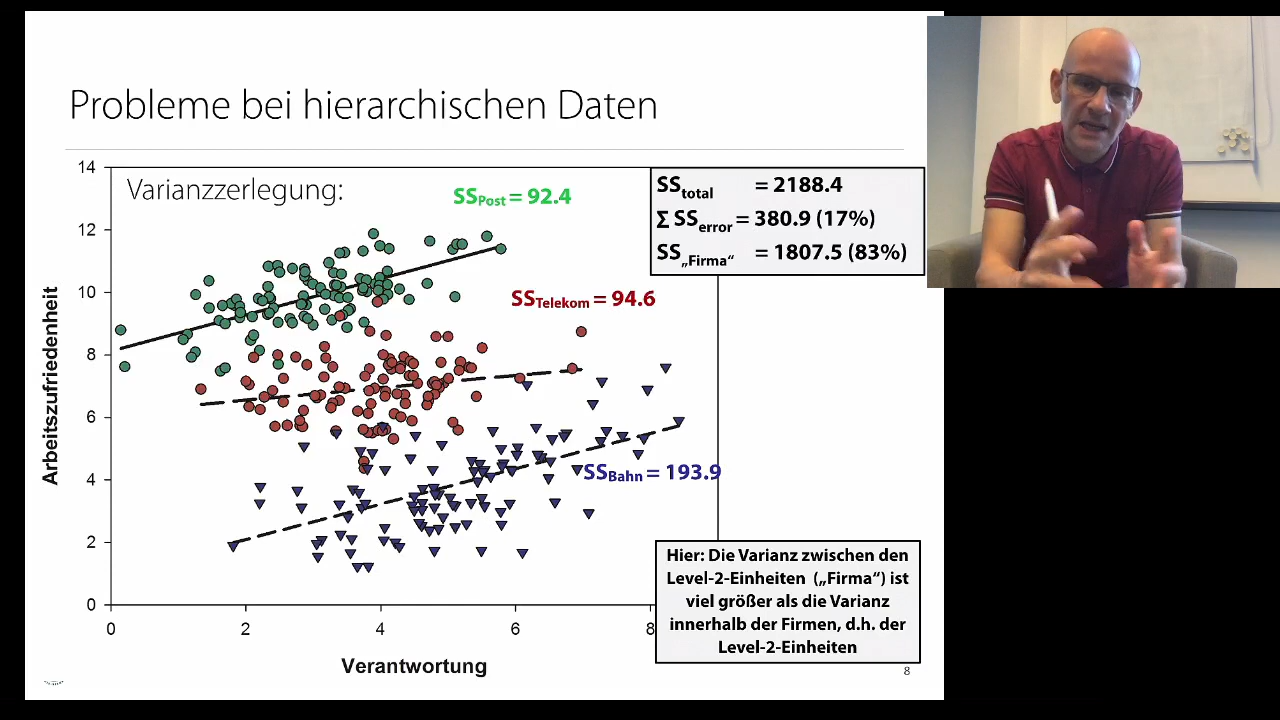 Probleme bei hierarchischen Daten
Varianzzerlegung:
SSPost = 92.4
SStotal = 2188.4
Σ SSerror = 380.9 (17%)
SS„Firma“ = 1807.5 (83%)
SSTelekom = 94.6
SSBahn = 193.9
14
12
10
8
6
4
2
0
Arbeitszufriedenheit
0 2 4 6 8
Verantwortung
Hier: Die Varianz zwischen den
Level-2-Einheiten („Firma“) ist
viel größer als die Varianz
innerhalb der Firmen, d.h. der
Level-2-Einheiten
8